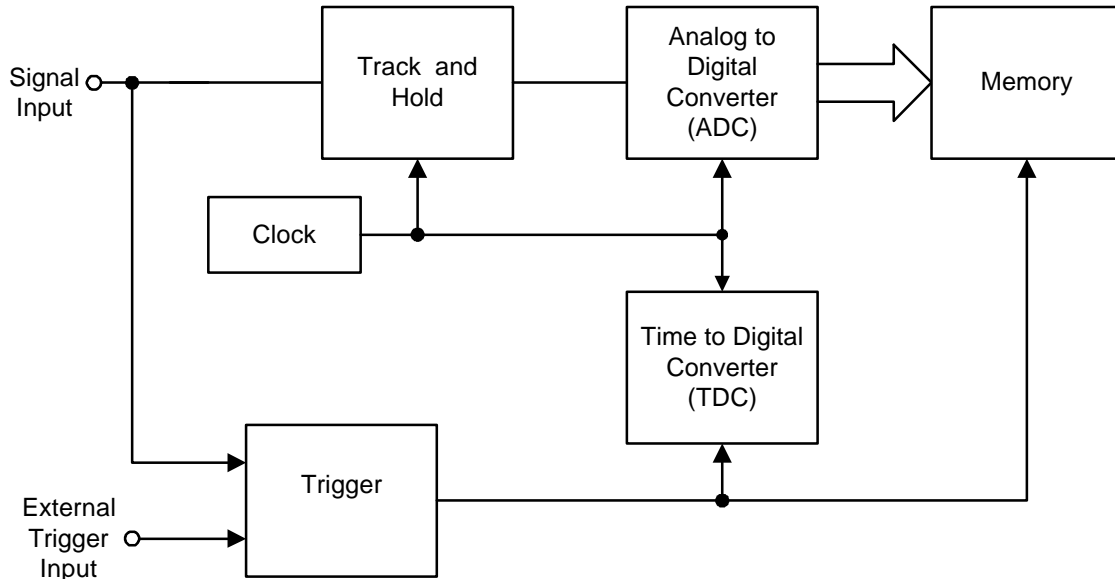 Signal
Input
Track and
Hold
Analog to
Digital
Converter
(ADC)
Memory
Clock
Time to Digital
Converter
(TDC)
Trigger
External
Trigger
Input